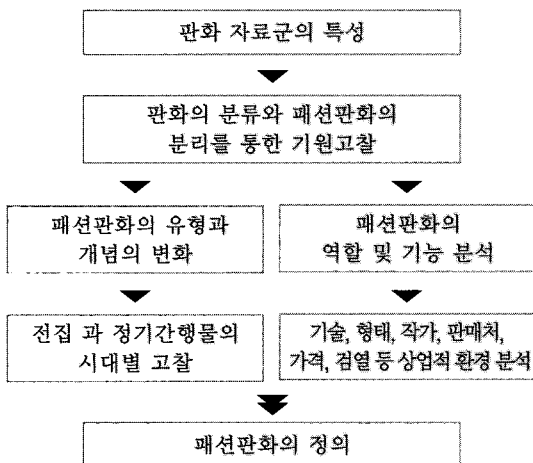 판화 자료군의 특성
판화의 분류와 패션판화의
분리를 통한 기원고찰
패션판화의 유형과
개념의 변화
패션판화의
역할 및 기능 분석
전집 과 정기간행물의
시대별 고찰
기술, 형태, 작가, 판매처,
가격, 검열 등 상업적 환경 분석
패션판화의 정의